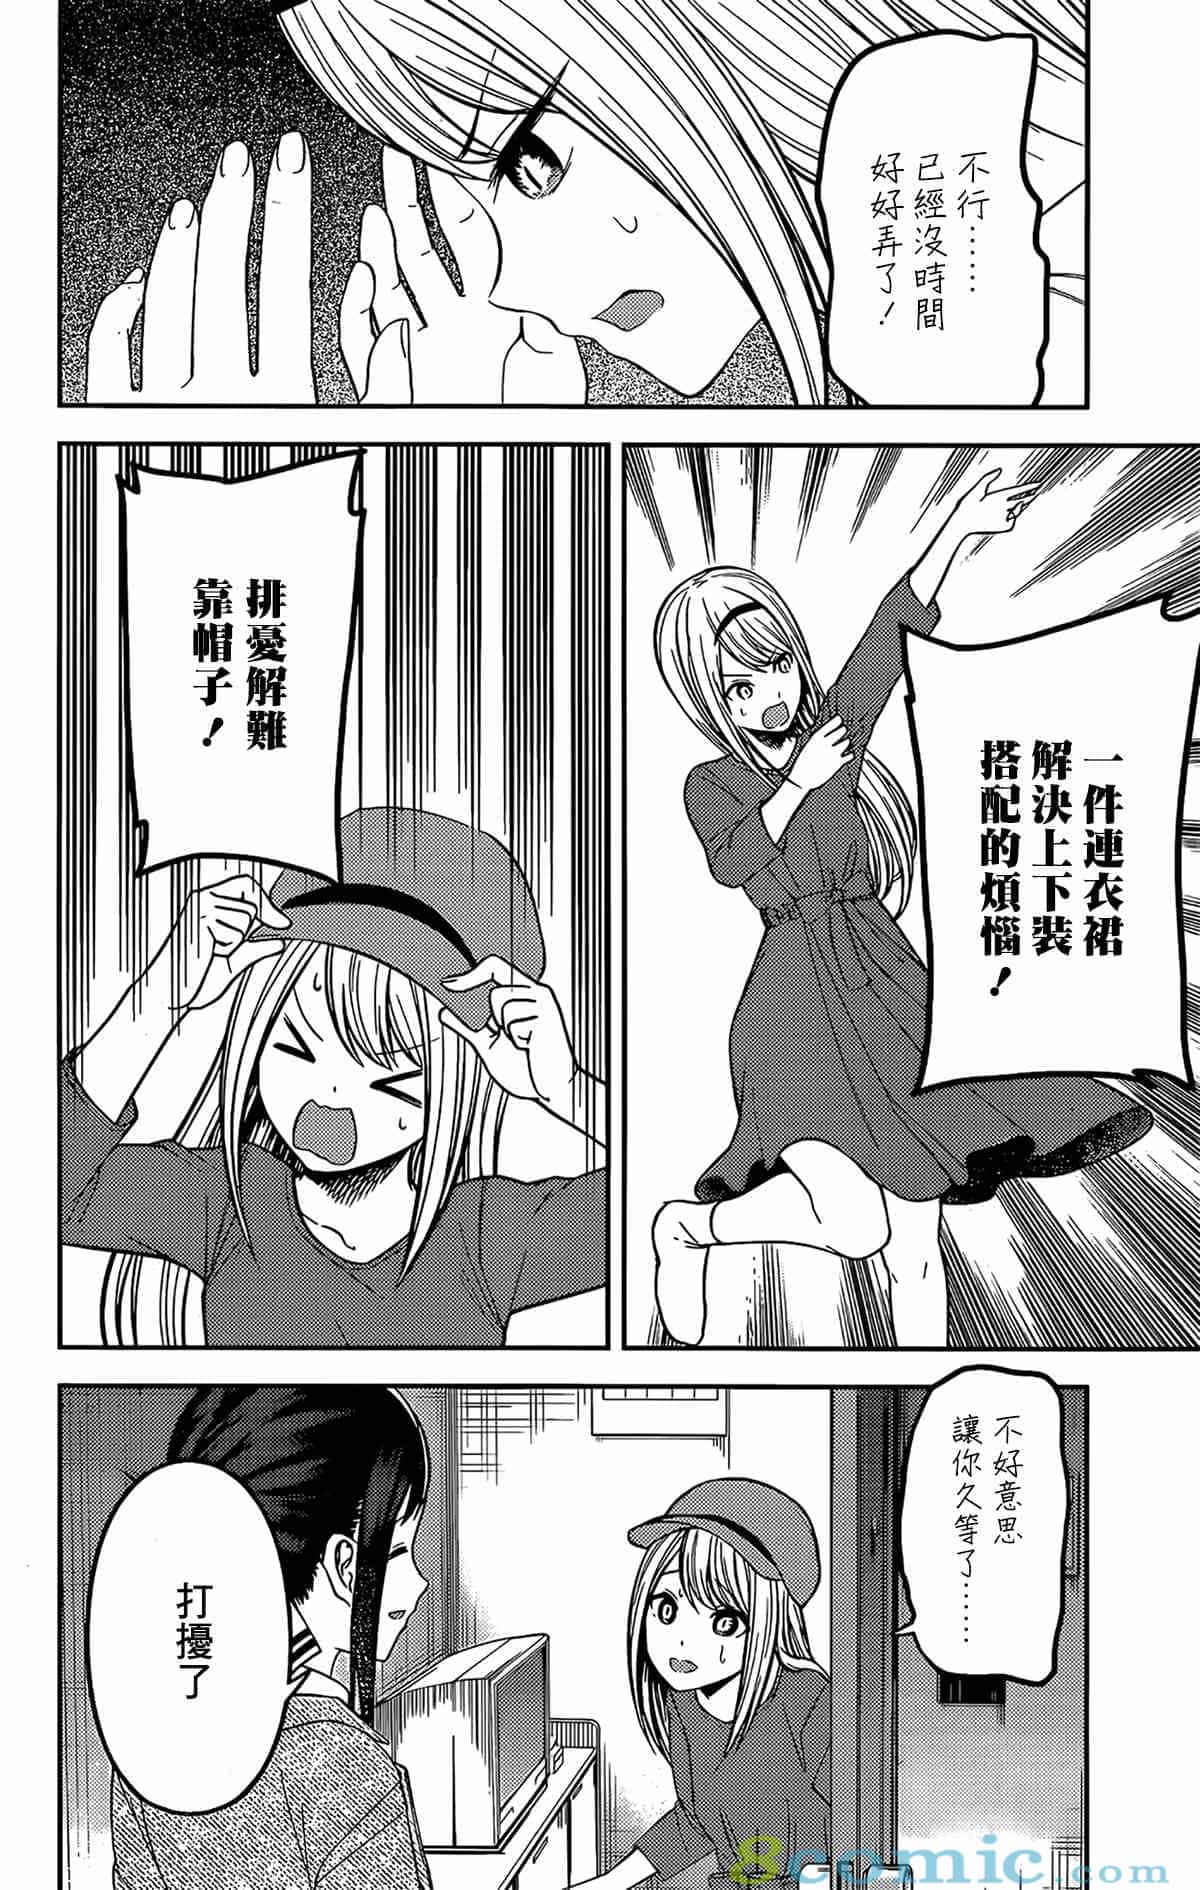 不行……
已經沒時間
好好弄了！
一件連衣裙
解決上下裝
搭配的煩惱！
排憂解難
靠帽子！
不好意思
讓你久等了……
打擾了
8comic.com